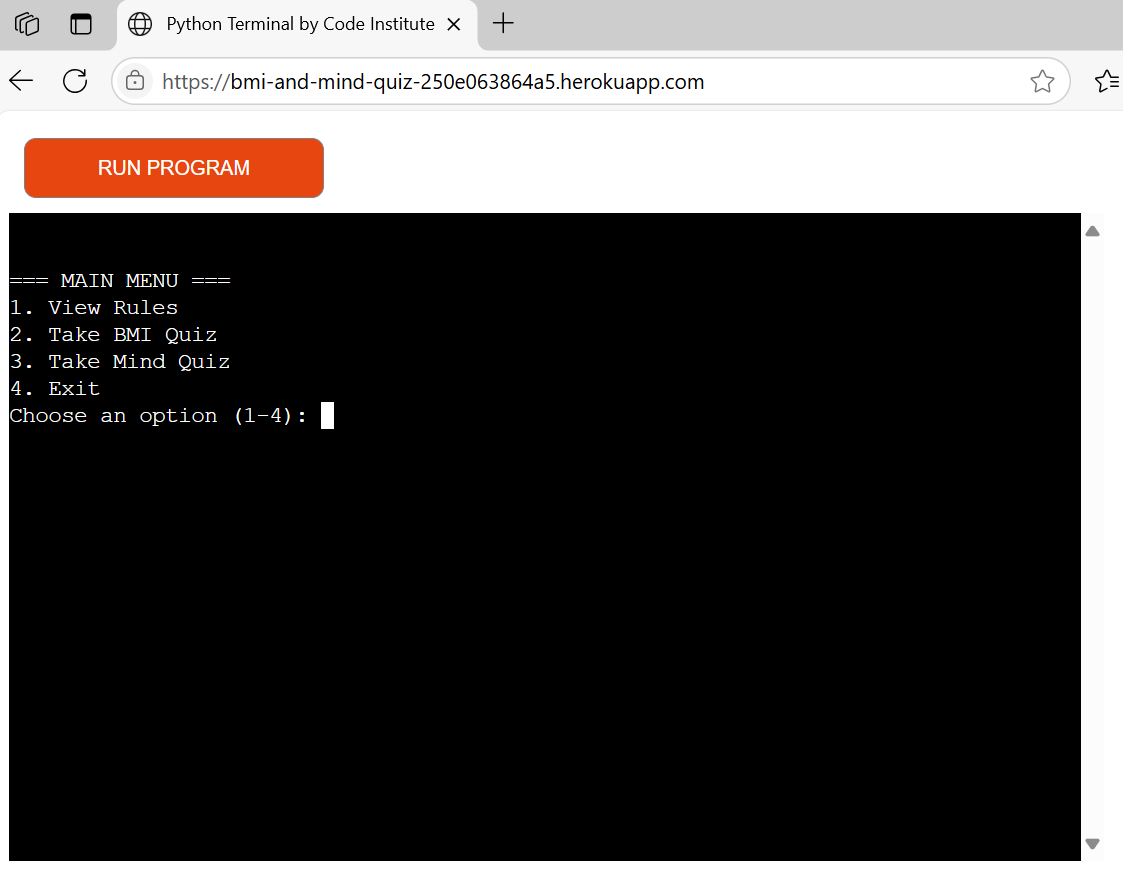 Python Terminal by Code Institute
https://bmi-and-mind-quiz-250e063864a5.herokuapp.com
RUN PROGRAM
=== MAIN MENU ===
1. View Rules
2. Take BMI Quiz
3. Take Mind Quiz
4. Exit
Choose an option (1-4):